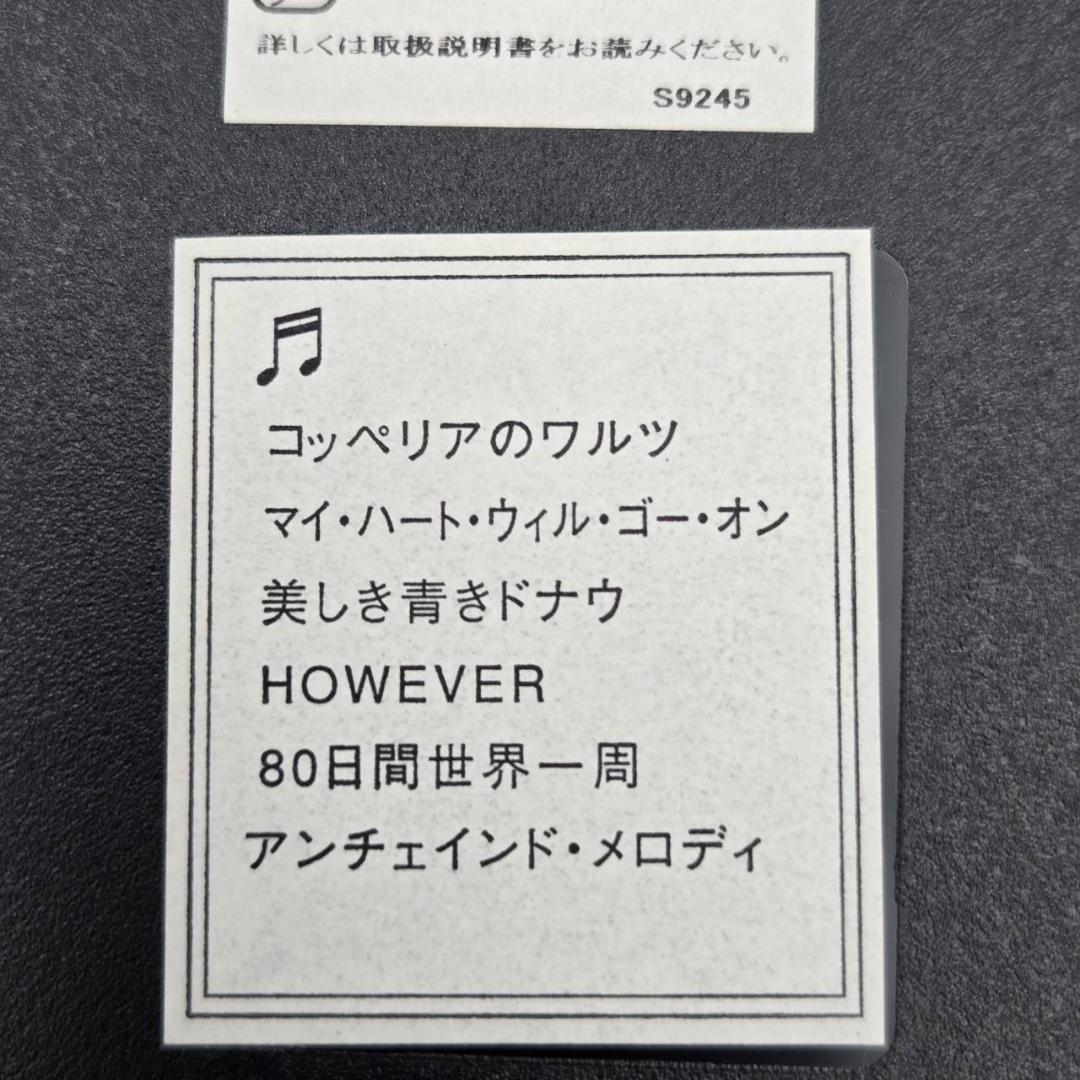 詳しくは取扱説明書をお読みください。
S9245
コッペリアのワルツ
マイ・ハート・ウィル・ゴー・オン
美しき青きドナウ
HOWEVER
80日間世界一周
アンチェインド・メロディ